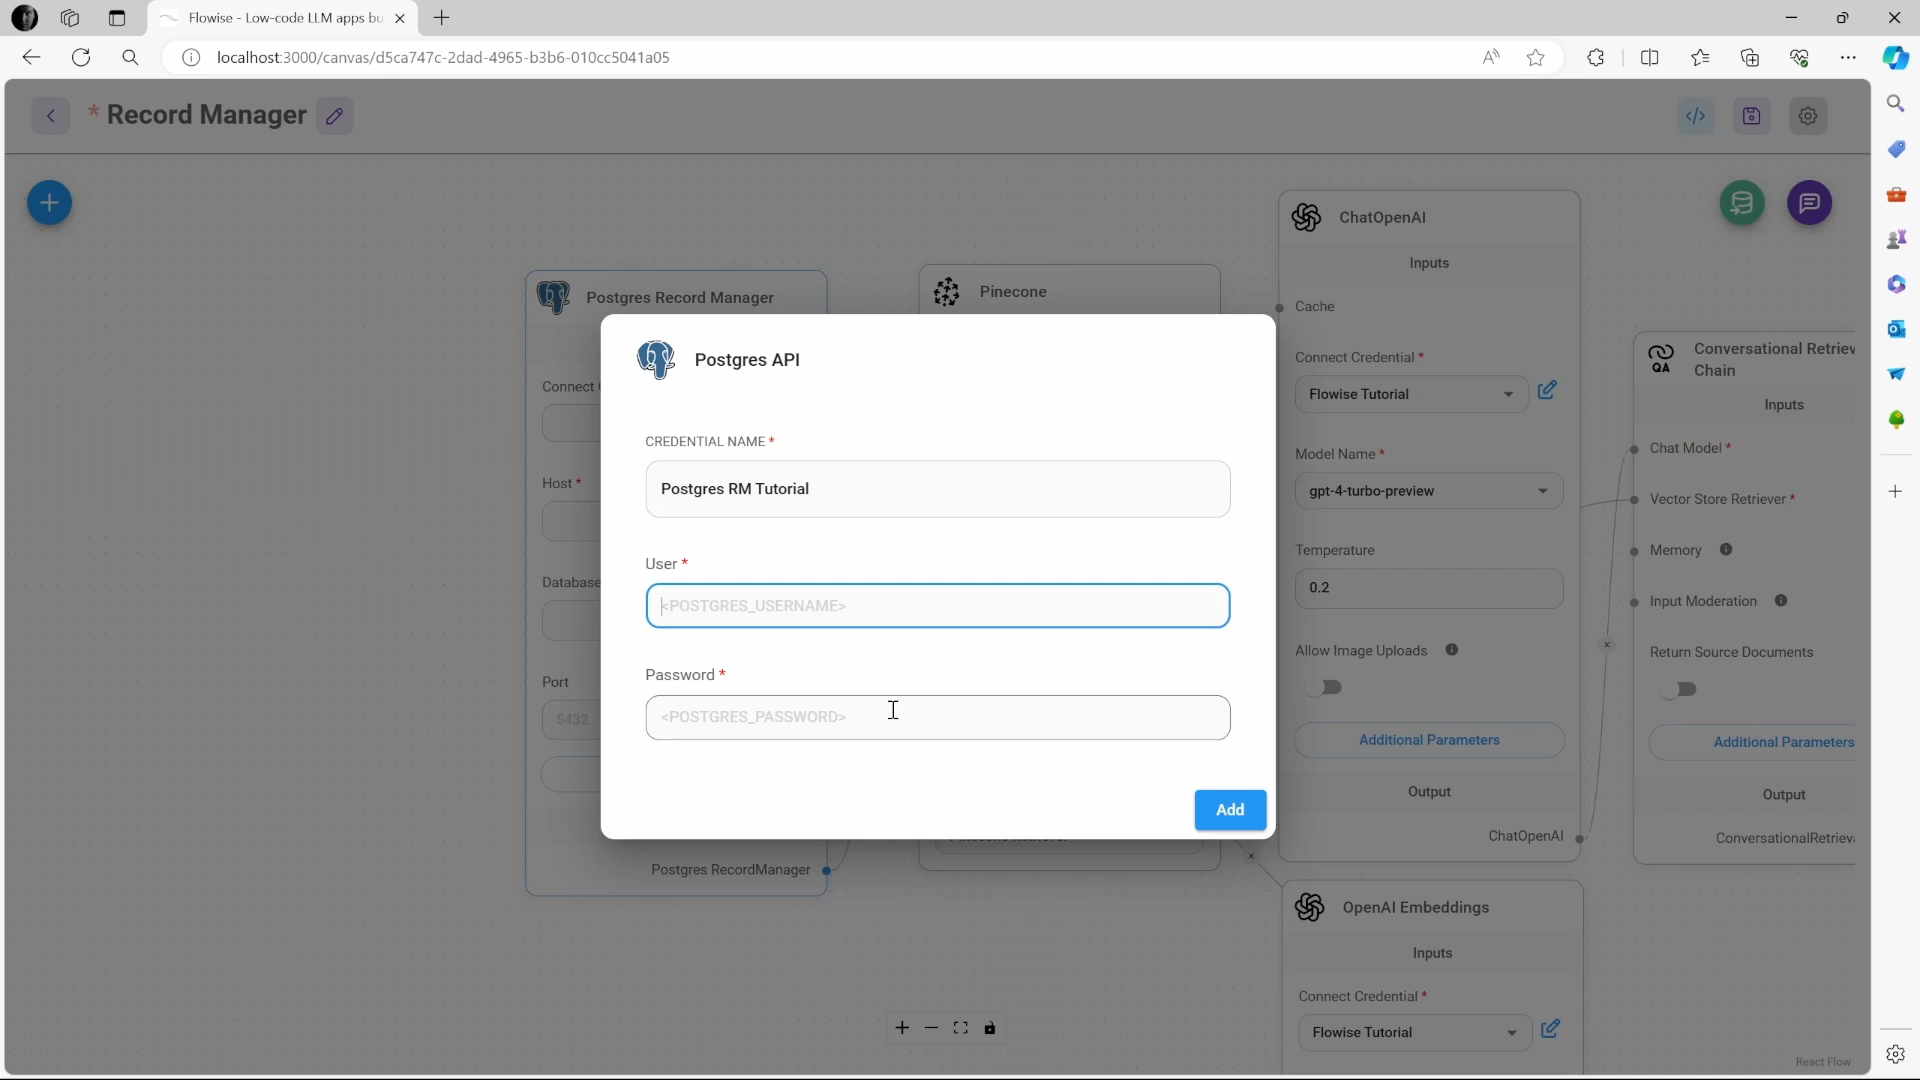 Flowise - Low-code LLM apps bu
localhost:3000/canvas/d5ca747c-2dad-4965-b3b6-010cc5041a05
* Record Manager
Postgres Record Manager
Connect
Host *
Database
Port
5432
Postgres RecordManager
Pinecone
Postgres API
CREDENTIAL NAME *
Postgres RM Tutorial
User *
<POSTGRES_USERNAME>
Password *
<POSTGRES_PASSWORD>
Add
ChatOpenAI
Inputs
Cache
Connect Credential *
Flowise Tutorial
Model Name *
gpt-4-turbo-preview
Temperature
0.2
Allow Image Uploads
Additional Parameters
Output
ChatOpenAI
Conversational Retriev
Chain
Inputs
Chat Model *
Vector Store Retriever *
Memory
Input Moderation
Return Source Documents
Additional Parameters
Output
ConversationalRetrieva
OpenAI Embeddings
Inputs
Connect Credential *
Flowise Tutorial
React Flow